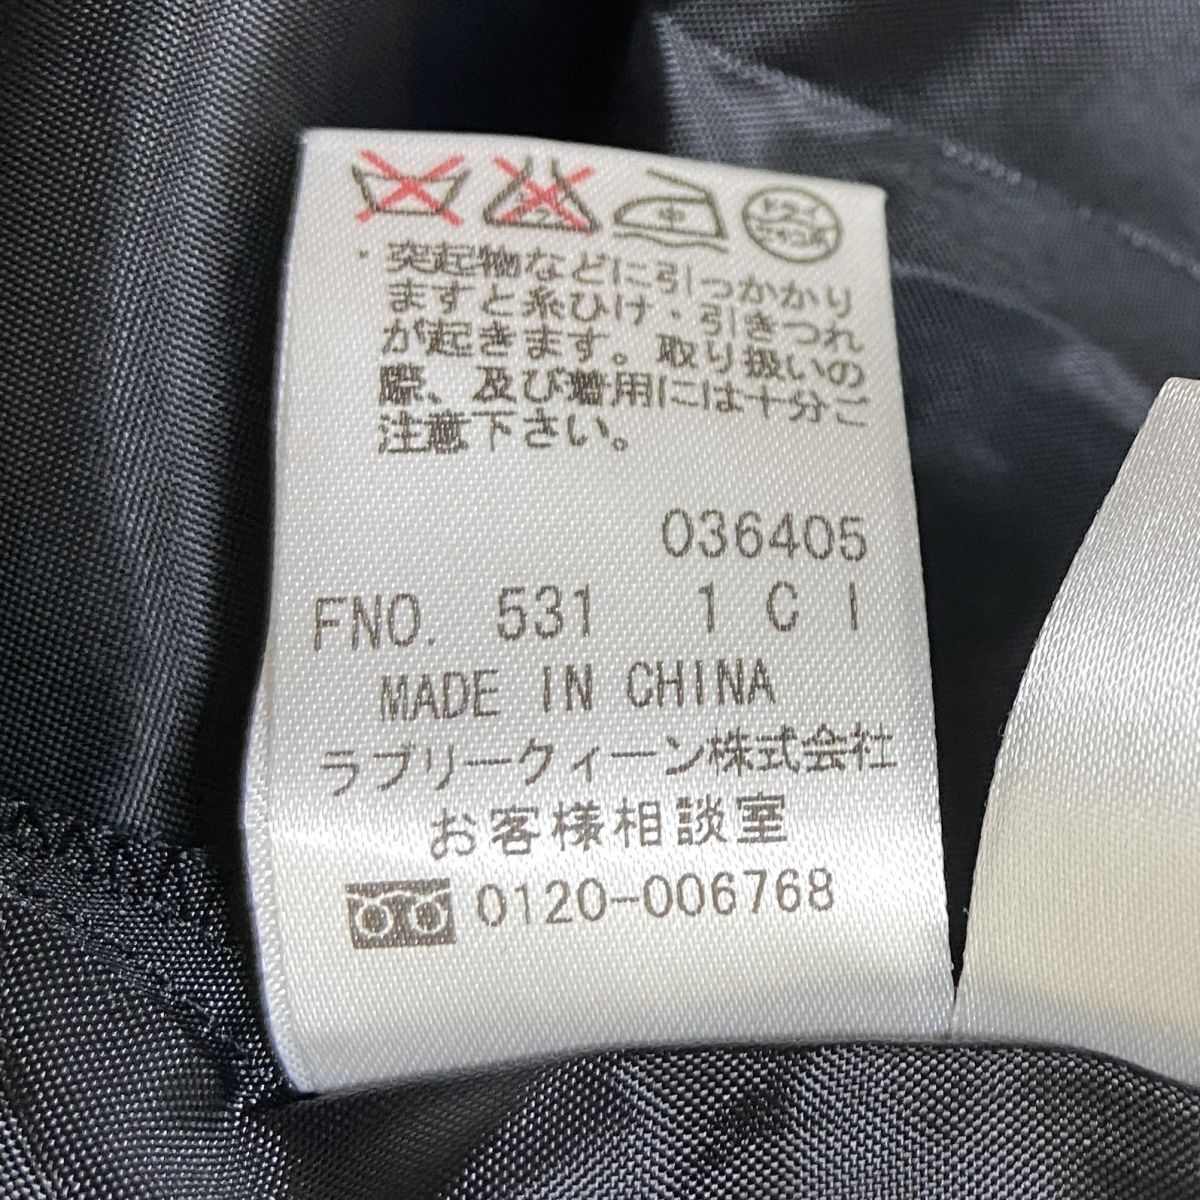 中
・突起物などに引っかかり
ますと糸ひけ・引きつれ
が起きます。取り扱いの
際、及び着用には十分ご
注意下さい。
036405
FNO. 531 1 C I
MADE IN CHINA
ラブリークィーン株式会社
お客様相談室
0120-006768